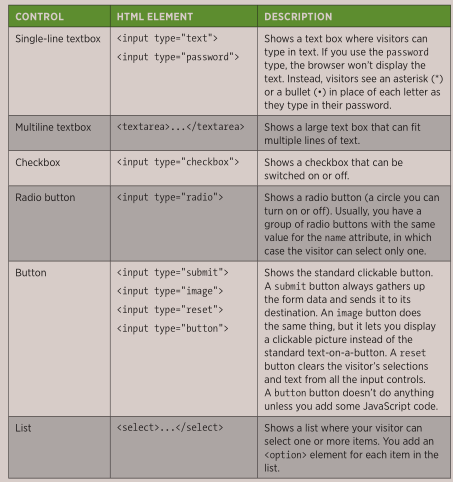 CONTROL HTML ELEMENT DESCRIPTION
Single-line textbox <input type="text"> Shows a text box where visitors can
type in text. If you use the password
<input type="password"> type, the browser won't display the
text. Instead, visitors see an asterisk (*)
or a bullet (•) in place of each letter as
they type in their password.
Multiline textbox <textarea>...</textarea> Shows a large text box that can fit
multiple lines of text.
Checkbox <input type="checkbox"> Shows a checkbox that can be
switched on or off.
Radio button <input type="radio"> Shows a radio button (a circle you can
turn on or off). Usually, you have a
group of radio buttons with the same
value for the name attribute, in which
case the visitor can select only one.
Button <input type="submit"> Shows the standard clickable button.
<input type="image"> A submit button always gathers up
the form data and sends it to its
<input type="reset"> destination. An image button does
<input type="button"> the same thing, but it lets you display
a clickable picture instead of the
standard text-on-a-button. A reset
button clears the visitor's selections
and text from all the input controls.
A button button doesn't do anything
unless you add some JavaScript code.
List <select>...</select> Shows a list where your visitor can
select one or more items. You add an
<option> element for each item in the
list.